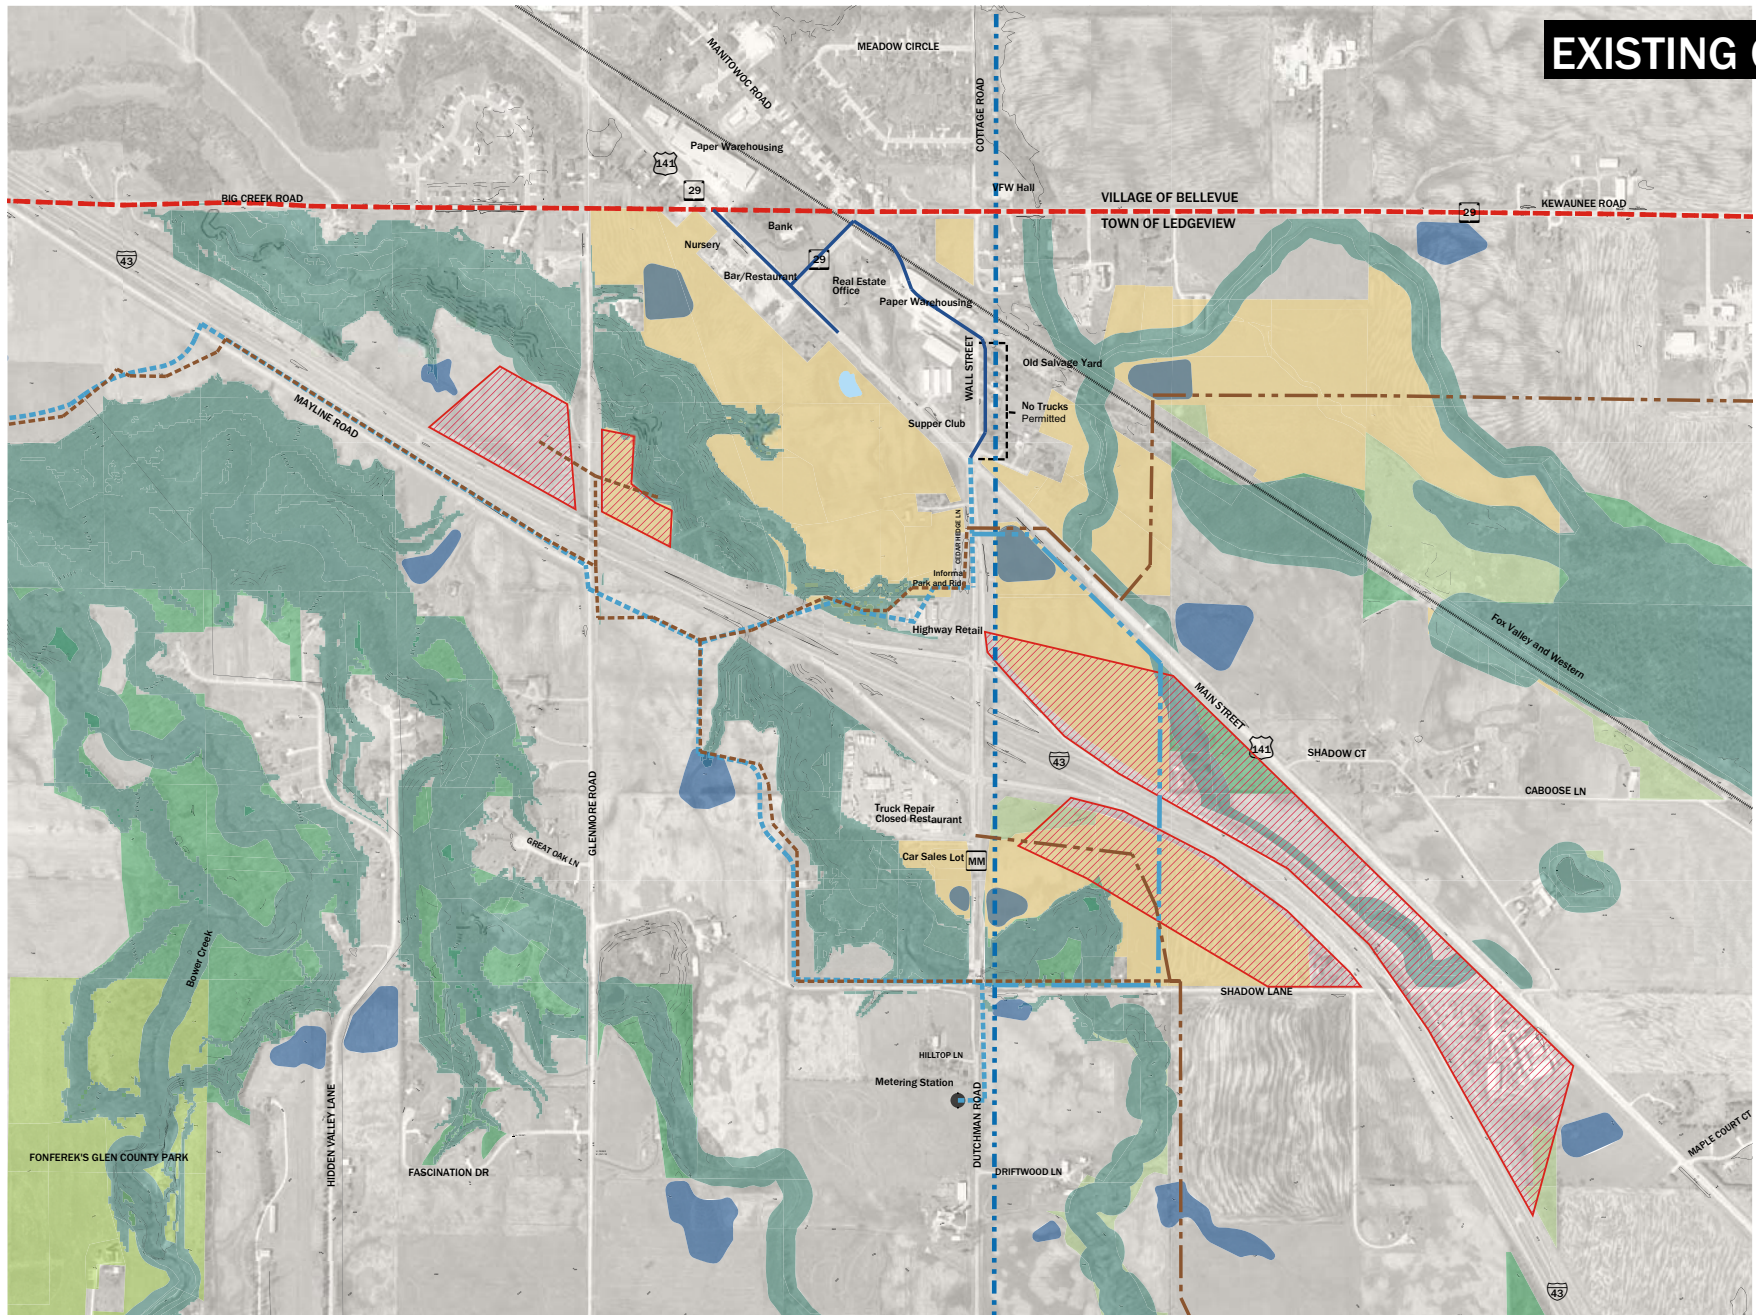 EXISTING
MEADOW CIRCLE
MANITOWOC ROAD
COTTAGE ROAD
Paper Warehousing
141
29
VFW Hall
BIG CREEK ROAD
VILLAGE OF BELLEVUE
KEWAUNEE ROAD
29
TOWN OF LEDGEVIEW
Bank
Nursery
43
29
Bar/Restaurant
Real Estate
Office
Paper Warehousing
WALL STREET
Old Salvage Yard
MAYLINE ROAD
No Trucks
Permitted
Supper Club
CEDAR HEDGE LN
Informal
Park and Rid
Highway Retail
Fox Valley and Western
MAIN STREET
141
SHADOW CT
43
CABOOSE LN
GLENMORE ROAD
Truck Repair
Closed Restaurant
GREAT OAK LN
Car Sales Lot
MM
Bower Creek
SHADOW LANE
HILLTOP LN
Metering Station
DUTCHMAN ROAD
HIDDEN VALLEY LANE
MAPLE COURT CT
FONFEREK'S GLEN COUNTY PARK
FASCINATION DR
DRIFTWOOD LN
43